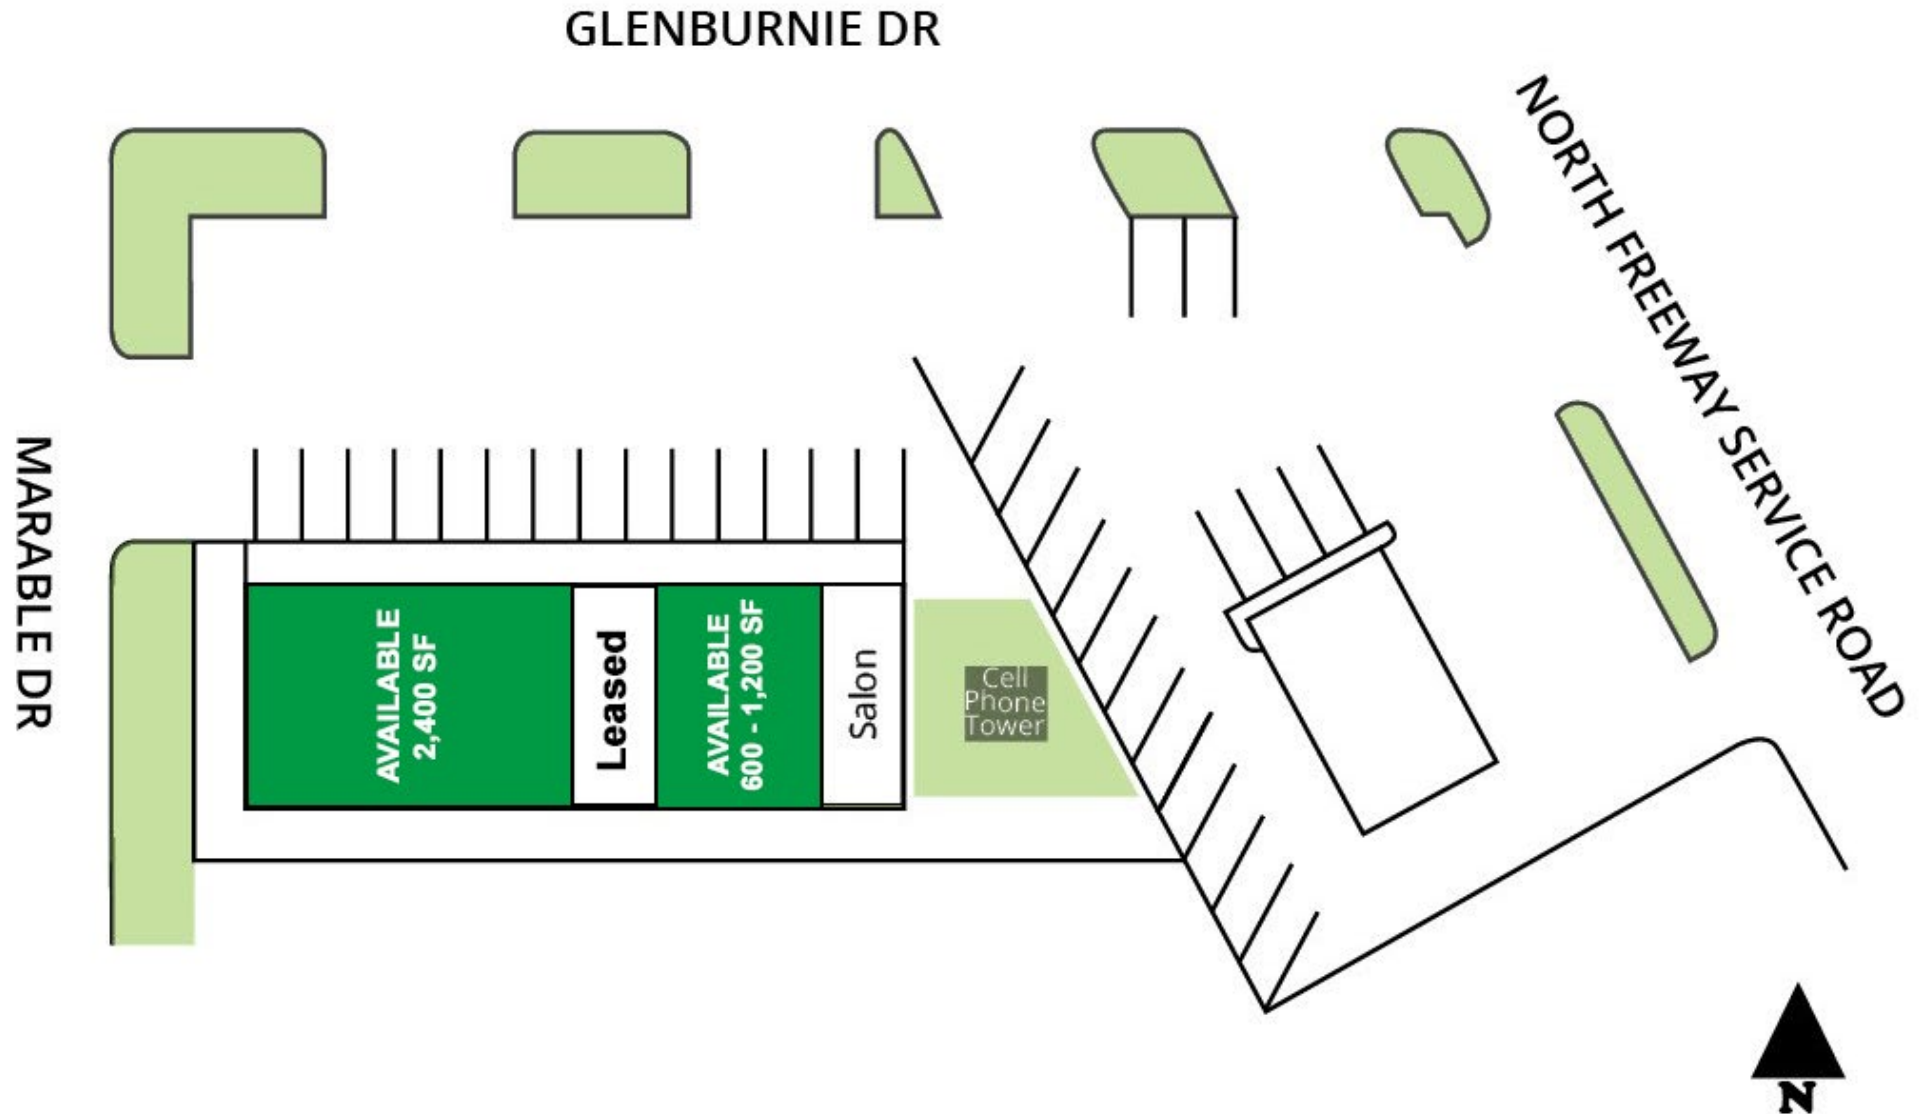 GLENBURNIE DR
NORTH FREEWAY SERVICE ROAD
MARABLE DR
AVAILABLE
2,400 SF
Leased
AVAILABLE
600 - 1,200 SF
Salon
Cell
Phone
Tower
N